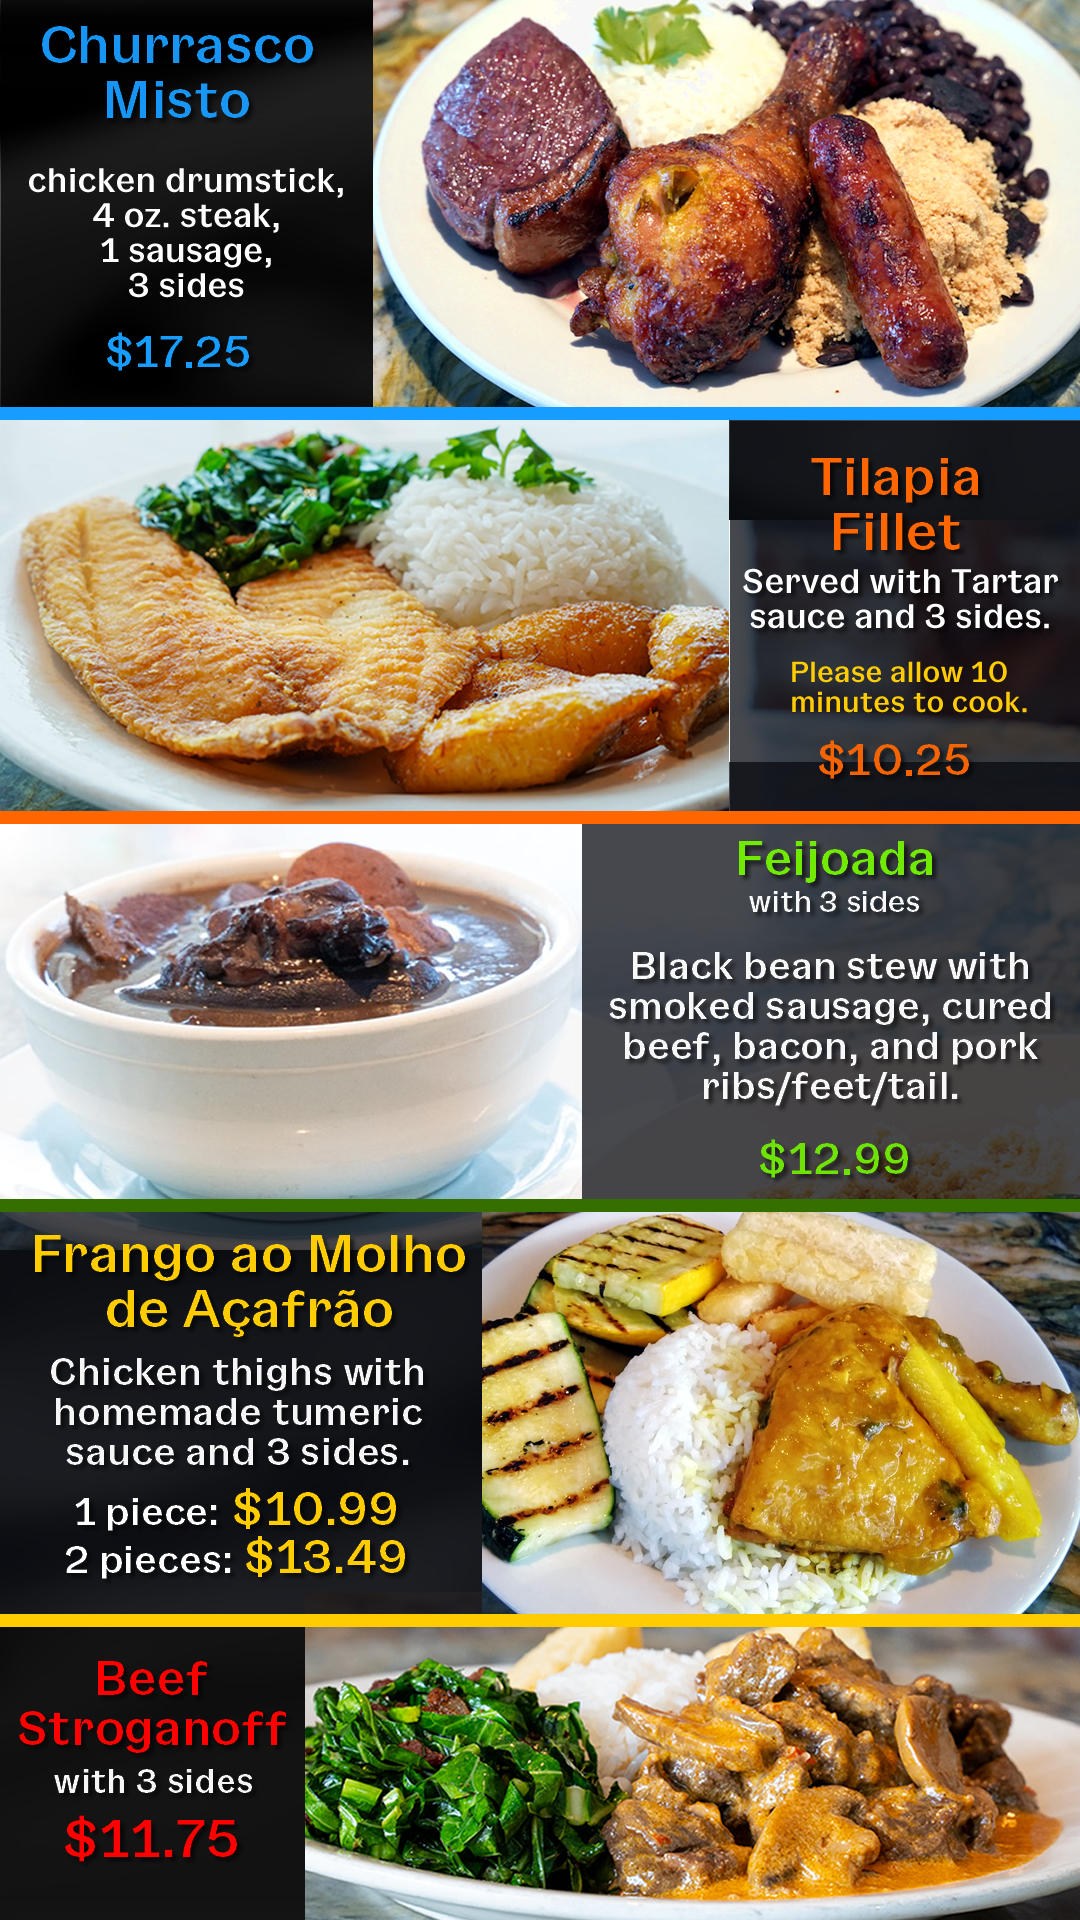 Churrasco
Misto
chicken drumstick,
4 oz. steak,
1 sausage,
3 sides
$17.25
Tilapia
Fillet
Served with Tartar
sauce and 3 sides.
Please allow 10
minutes to cook.
$10.25
Feijoada
with 3 sides
Black bean stew with
smoked sausage, cured
beef, bacon, and pork
ribs/feet/tail.
$12.99
Frango ao Molho
de Açafrão
Chicken thighs with
homemade tumeric
sauce and 3 sides.
1 piece: $10.99
2 pieces: $13.49
Beef
Stroganoff
with 3 sides
$11.75